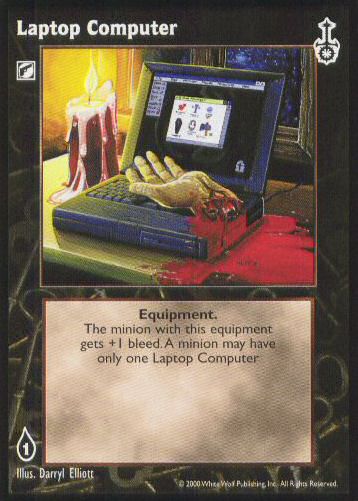 Laptop Computer
Equipment.
The minion with this equipment
gets +1 bleed. A minion may have
only one Laptop Computer
1
Illus. Darryl Elliott
© 2000 White Wolf Publishing, Inc. All Rights Reserved.